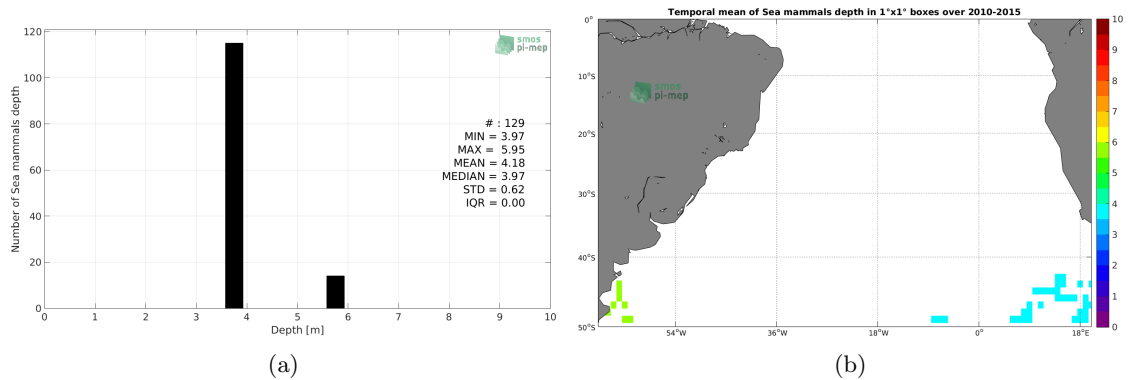 smos
pi-mep
120
100
80
60
40
20
0
Number of Sea mammals depth
# : 129
MIN = 3.97
MAX = 5.95
MEAN = 4.18
MEDIAN = 3.97
STD = 0.62
IQR = 0.00
0 1 2 3 4 5 6 7 8 9 10
Depth [m]
(a)
Temporal mean of Sea mammals depth in 1°x1° boxes over 2010-2015
smos
pi-mep
0°
10°S
20°S
30°S
40°S
50°S
54°W 36°W 18°W 0° 18°E
10
9
8
7
6
5
4
3
2
1
0
(b)